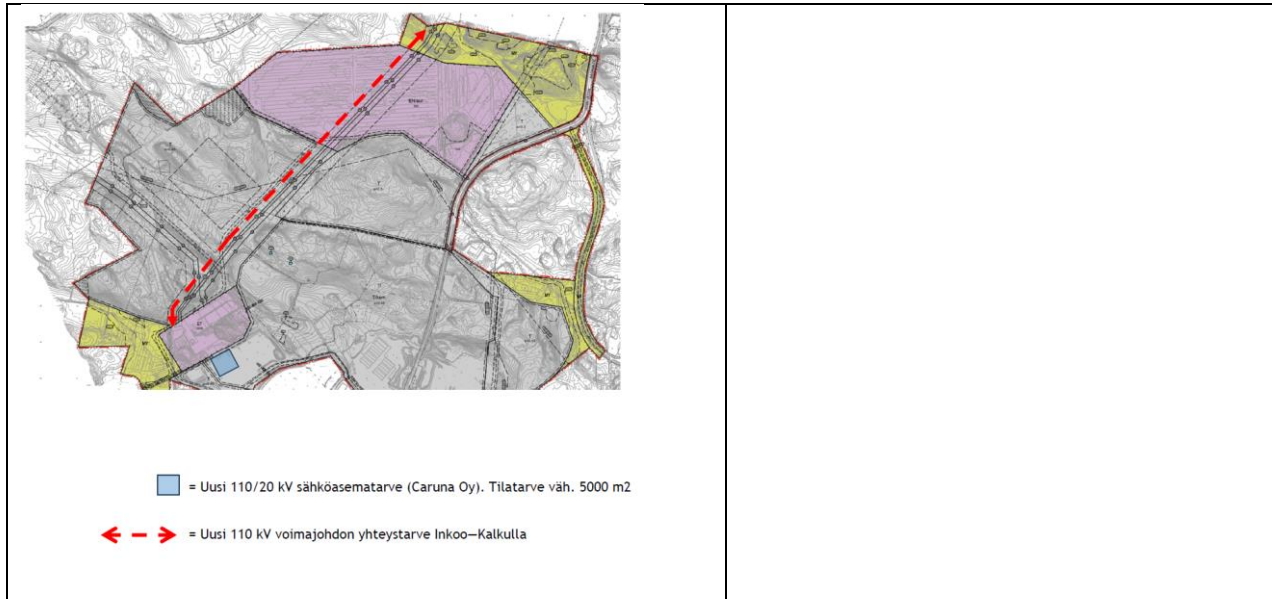 = Uusi 110/20 kV sähköasematarve (Caruna Oy). Tilatarve väh. 5000 m2
= Uusi 110 kV voimajohdon yhteystarve Inkoo—Kalkulla